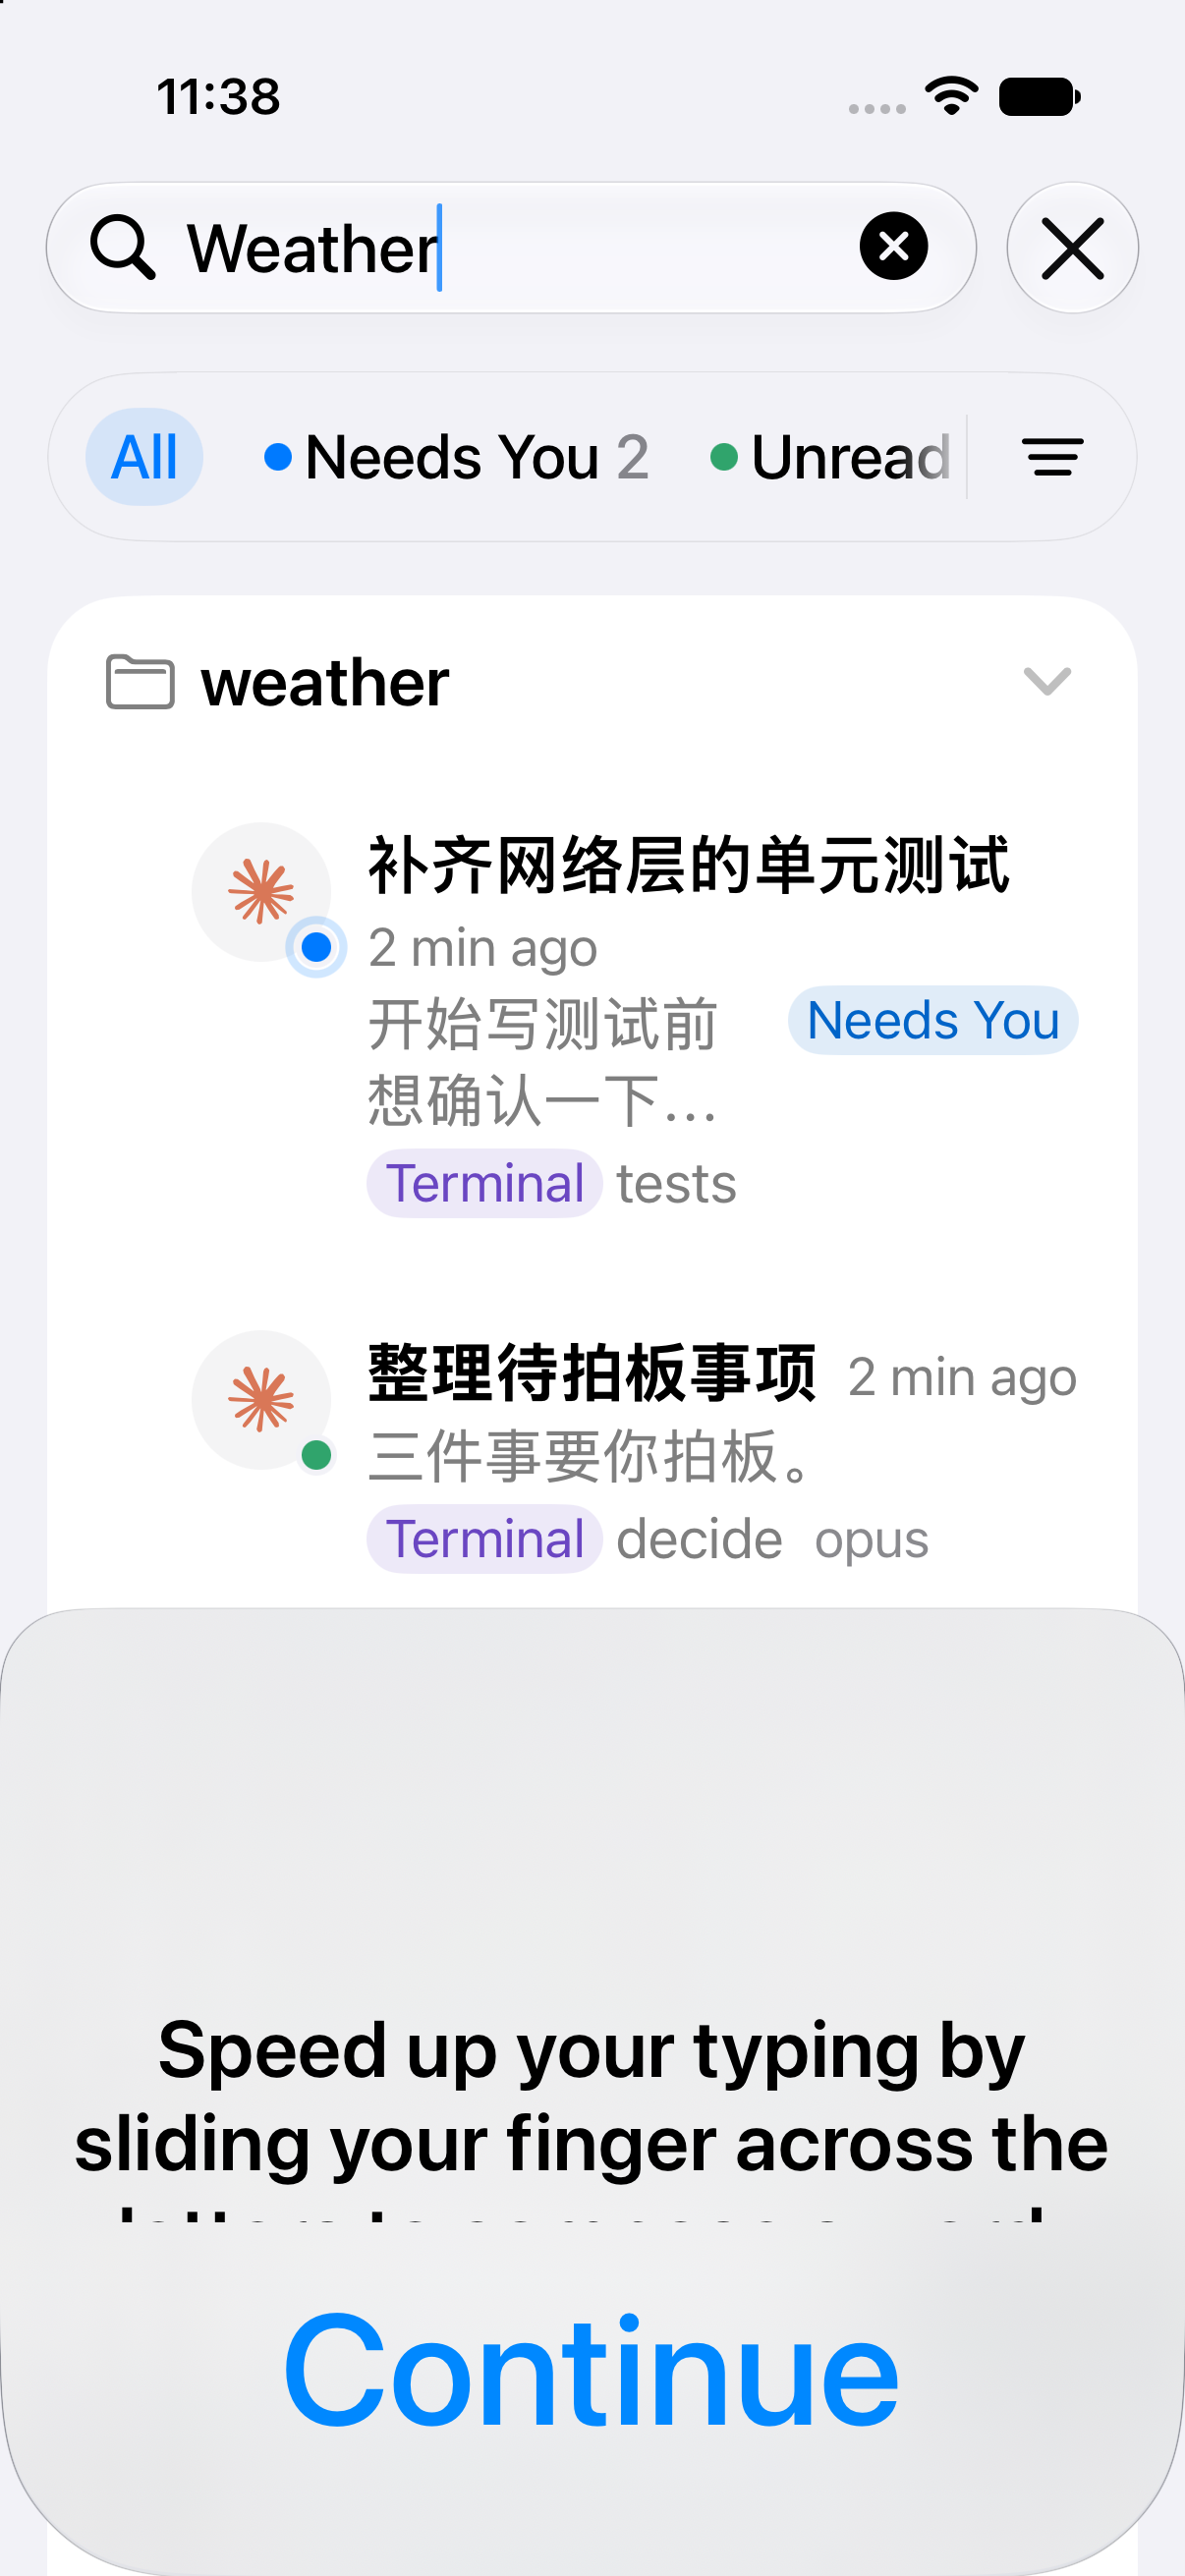 11:38
Weather
All Needs You 2 Unread
weather
补齐网络层的单元测试
2 min ago
开始写测试前 Needs You
想确认一下...
Terminal tests
整理待拍板事项 2 min ago
三件事要你拍板。
Terminal decide opus
Speed up your typing by
sliding your finger across the
Continue